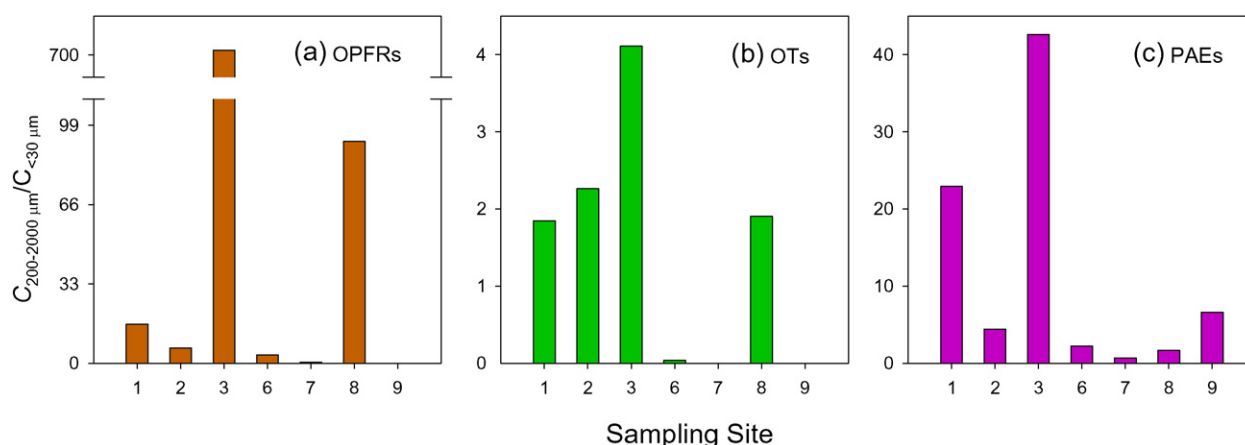 (a) OPFRs
700
99
66
33
0
C200-2000 µm/C<30 µm
1 2 3 6 7 8 9
(b) OTs
4
3
2
1
0
1 2 3 6 7 8 9
(c) PAEs
40
30
20
10
0
1 2 3 6 7 8 9
Sampling Site